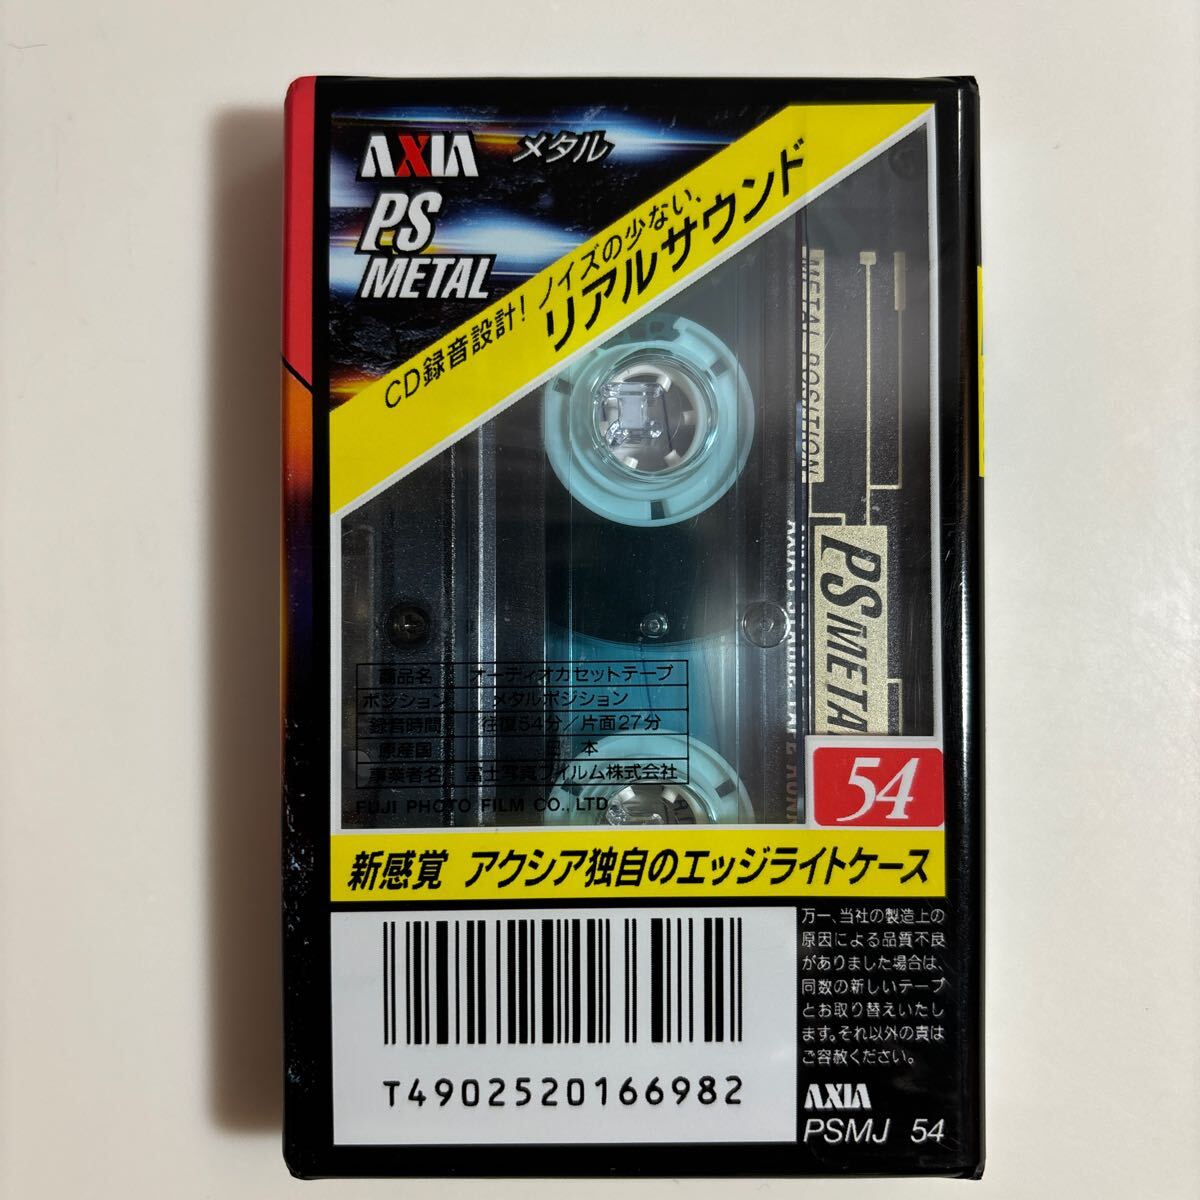 AXIA メタル
PS
METAL
CD録音設計! ノイズの少ない、
リアルサウンド
METAL POSITION
PS META
商品名 オーディオカセットテープ
ポジション メタルポジション
録音時間 往復54分/片面27分
原産国 日本
事業者名 富士写真フイルム株式会社
FUJI PHOTO FILM CO., LTD.
54
新感覚 アクシア独自のエッジライトケース
万一、当社の製造上の
原因による品質不良
がありました場合は、
同数の新しいテープ
とお取り替えいたし
ます。それ以外の責は
ご容赦ください。
T4902520166982
AXIA
PSMJ 54